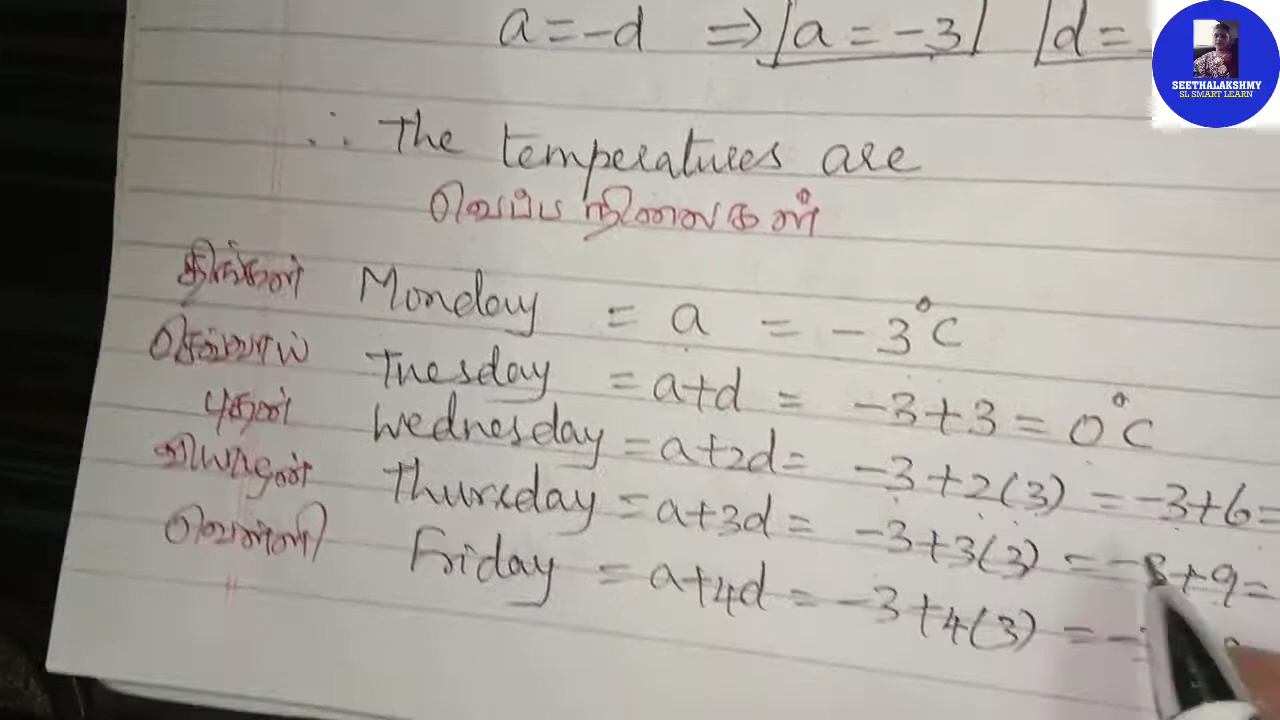 a = -d ⇒ a = -3 d =
SEETHALAKSHMY
SL SMART LEARN
∴ The temperatures are
வெப்ப நிலைகள்
திங்கள் Monday = a = -3°C
செவ்வாய் Tuesday = a+d = -3+3 = 0°C
புதன் Wednesday = a+2d = -3+2(3) = -3+6 =
வியாழன் Thursday = a+3d = -3+3(3) = -3+9 =
வெள்ளி Friday = a+4d = -3+4(3) = -